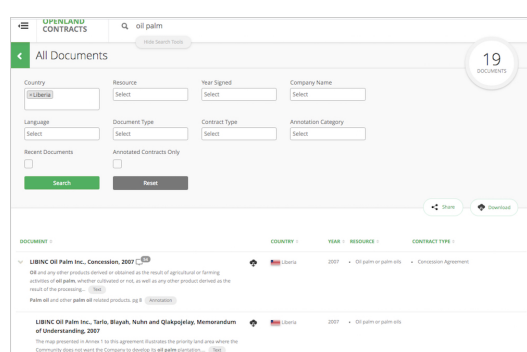 OPENLAND
CONTRACTS
oil palm
Hide Search Tools
All Documents
19
DOCUMENTS
Country
Resource
Year Signed
Company Name
× Liberia
Select
Select
Select
Language
Document Type
Contract Type
Annotation Category
Select
Select
Select
Select
Recent Documents
Annotated Contracts Only
Search
Reset
Share
Download
DOCUMENT
COUNTRY
YEAR
RESOURCE
CONTRACT TYPE
LIBINC Oil Palm Inc., Concession, 2007
Liberia
2007
• Oil palm or palm oils
• Concession Agreement
Oil and any other products derived or obtained as the result of agricultural or farming
activities of oil palm, whether cultivated or not, as well as any other product derived as the
result of the processing... Text
Palm oil and other palm oil related products. pg 8 Annotation
LIBINC Oil Palm Inc., Tarlo, Blayah, Nuhn and Qiakpojelay, Memorandum
of Understanding, 2007
Liberia
2007
• Oil palm or palm oils
The map presented in Annex 1 to this agreement illustrates the priority land area where the
Community does not want the Company to develop its oil palm plantation... Text